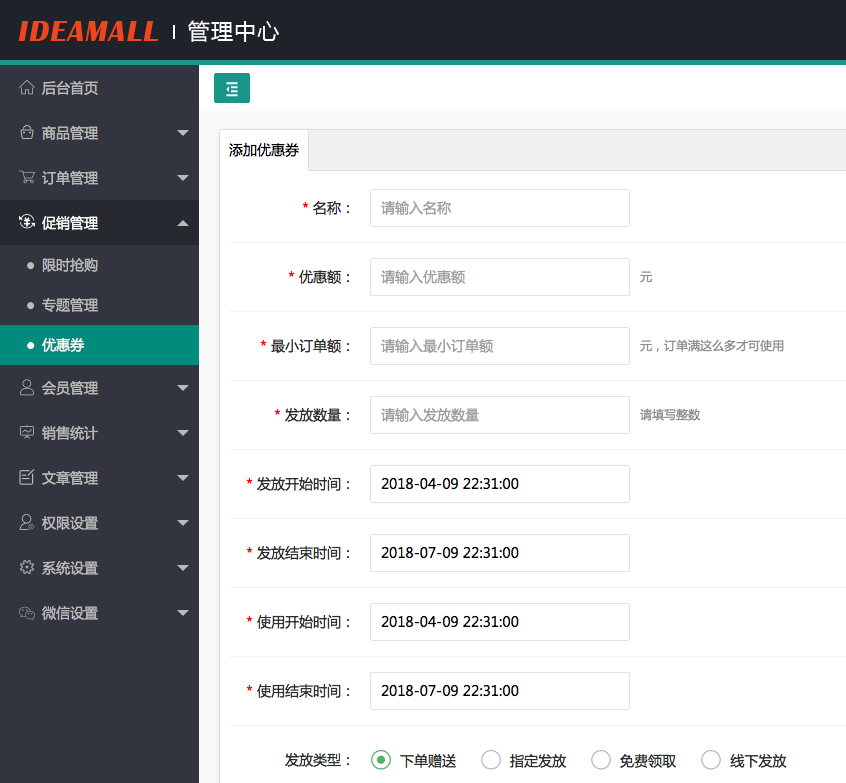 IDEAMALL | 管理中心
后台首页
商品管理
订单管理
促销管理
限时抢购
专题管理
优惠券
会员管理
销售统计
文章管理
权限设置
系统设置
微信设置
添加优惠券
* 名称： 请输入名称
* 优惠额： 请输入优惠额 元
* 最小订单额： 请输入最小订单额 元，订单满这么多才可使用
* 发放数量： 请输入发放数量 请填写整数
* 发放开始时间： 2018-04-09 22:31:00
* 发放结束时间： 2018-07-09 22:31:00
* 使用开始时间： 2018-04-09 22:31:00
* 使用结束时间： 2018-07-09 22:31:00
发放类型： 下单赠送 指定发放 免费领取 线下发放